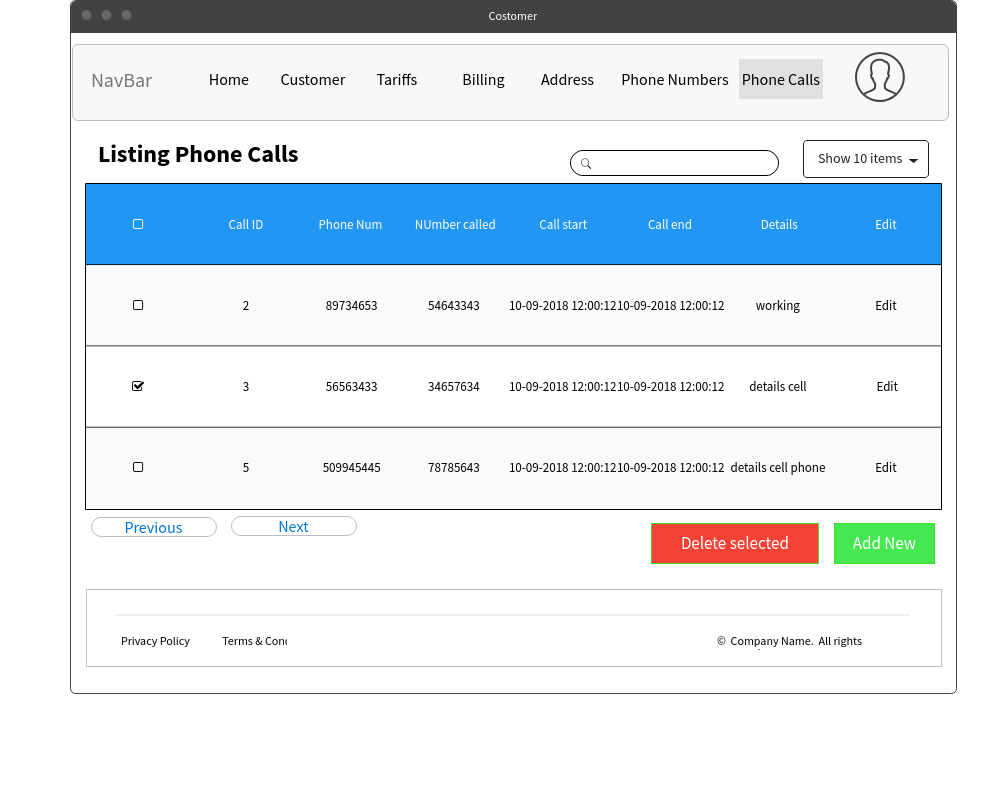 Costomer
NavBar Home Customer Tariffs Billing Address Phone Numbers Phone Calls
Listing Phone Calls
Show 10 items
Call ID Phone Num NUmber called Call start Call end Details Edit
2 89734653 54643343 10-09-2018 12:00:12 10-09-2018 12:00:12 working Edit
3 56563433 34657634 10-09-2018 12:00:12 10-09-2018 12:00:12 details cell Edit
5 509945445 78785643 10-09-2018 12:00:12 10-09-2018 12:00:12 details cell phone Edit
Previous Next
Delete selected Add New
Privacy Policy Terms & Con © Company Name. All rights